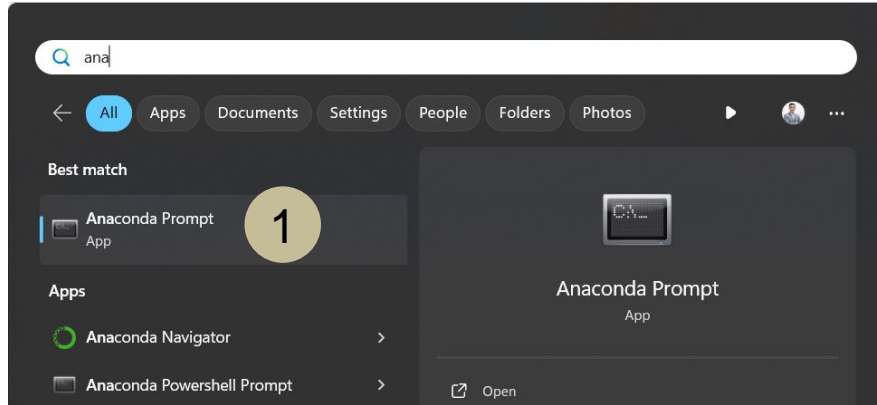 ana
All Apps Documents Settings People Folders Photos
Best match
Anaconda Prompt
App
1
Apps
Anaconda Navigator
Anaconda Powershell Prompt
C:\_
Anaconda Prompt
App
Open